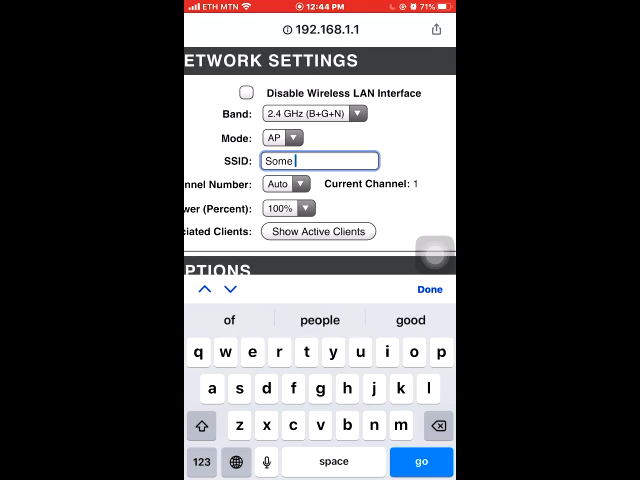 ETH MTN 12:44 PM 71%
192.168.1.1
ETWORK SETTINGS
Disable Wireless LAN Interface
Band: 2.4 GHz (B+G+N)
Mode: AP
SSID: Some
nnel Number: Auto Current Channel: 1
wer (Percent): 100%
ciated Clients: Show Active Clients
PTIONS
Done
of people good
q w e r t y u i o p
a s d f g h j k l
z x c v b n m
123 space go